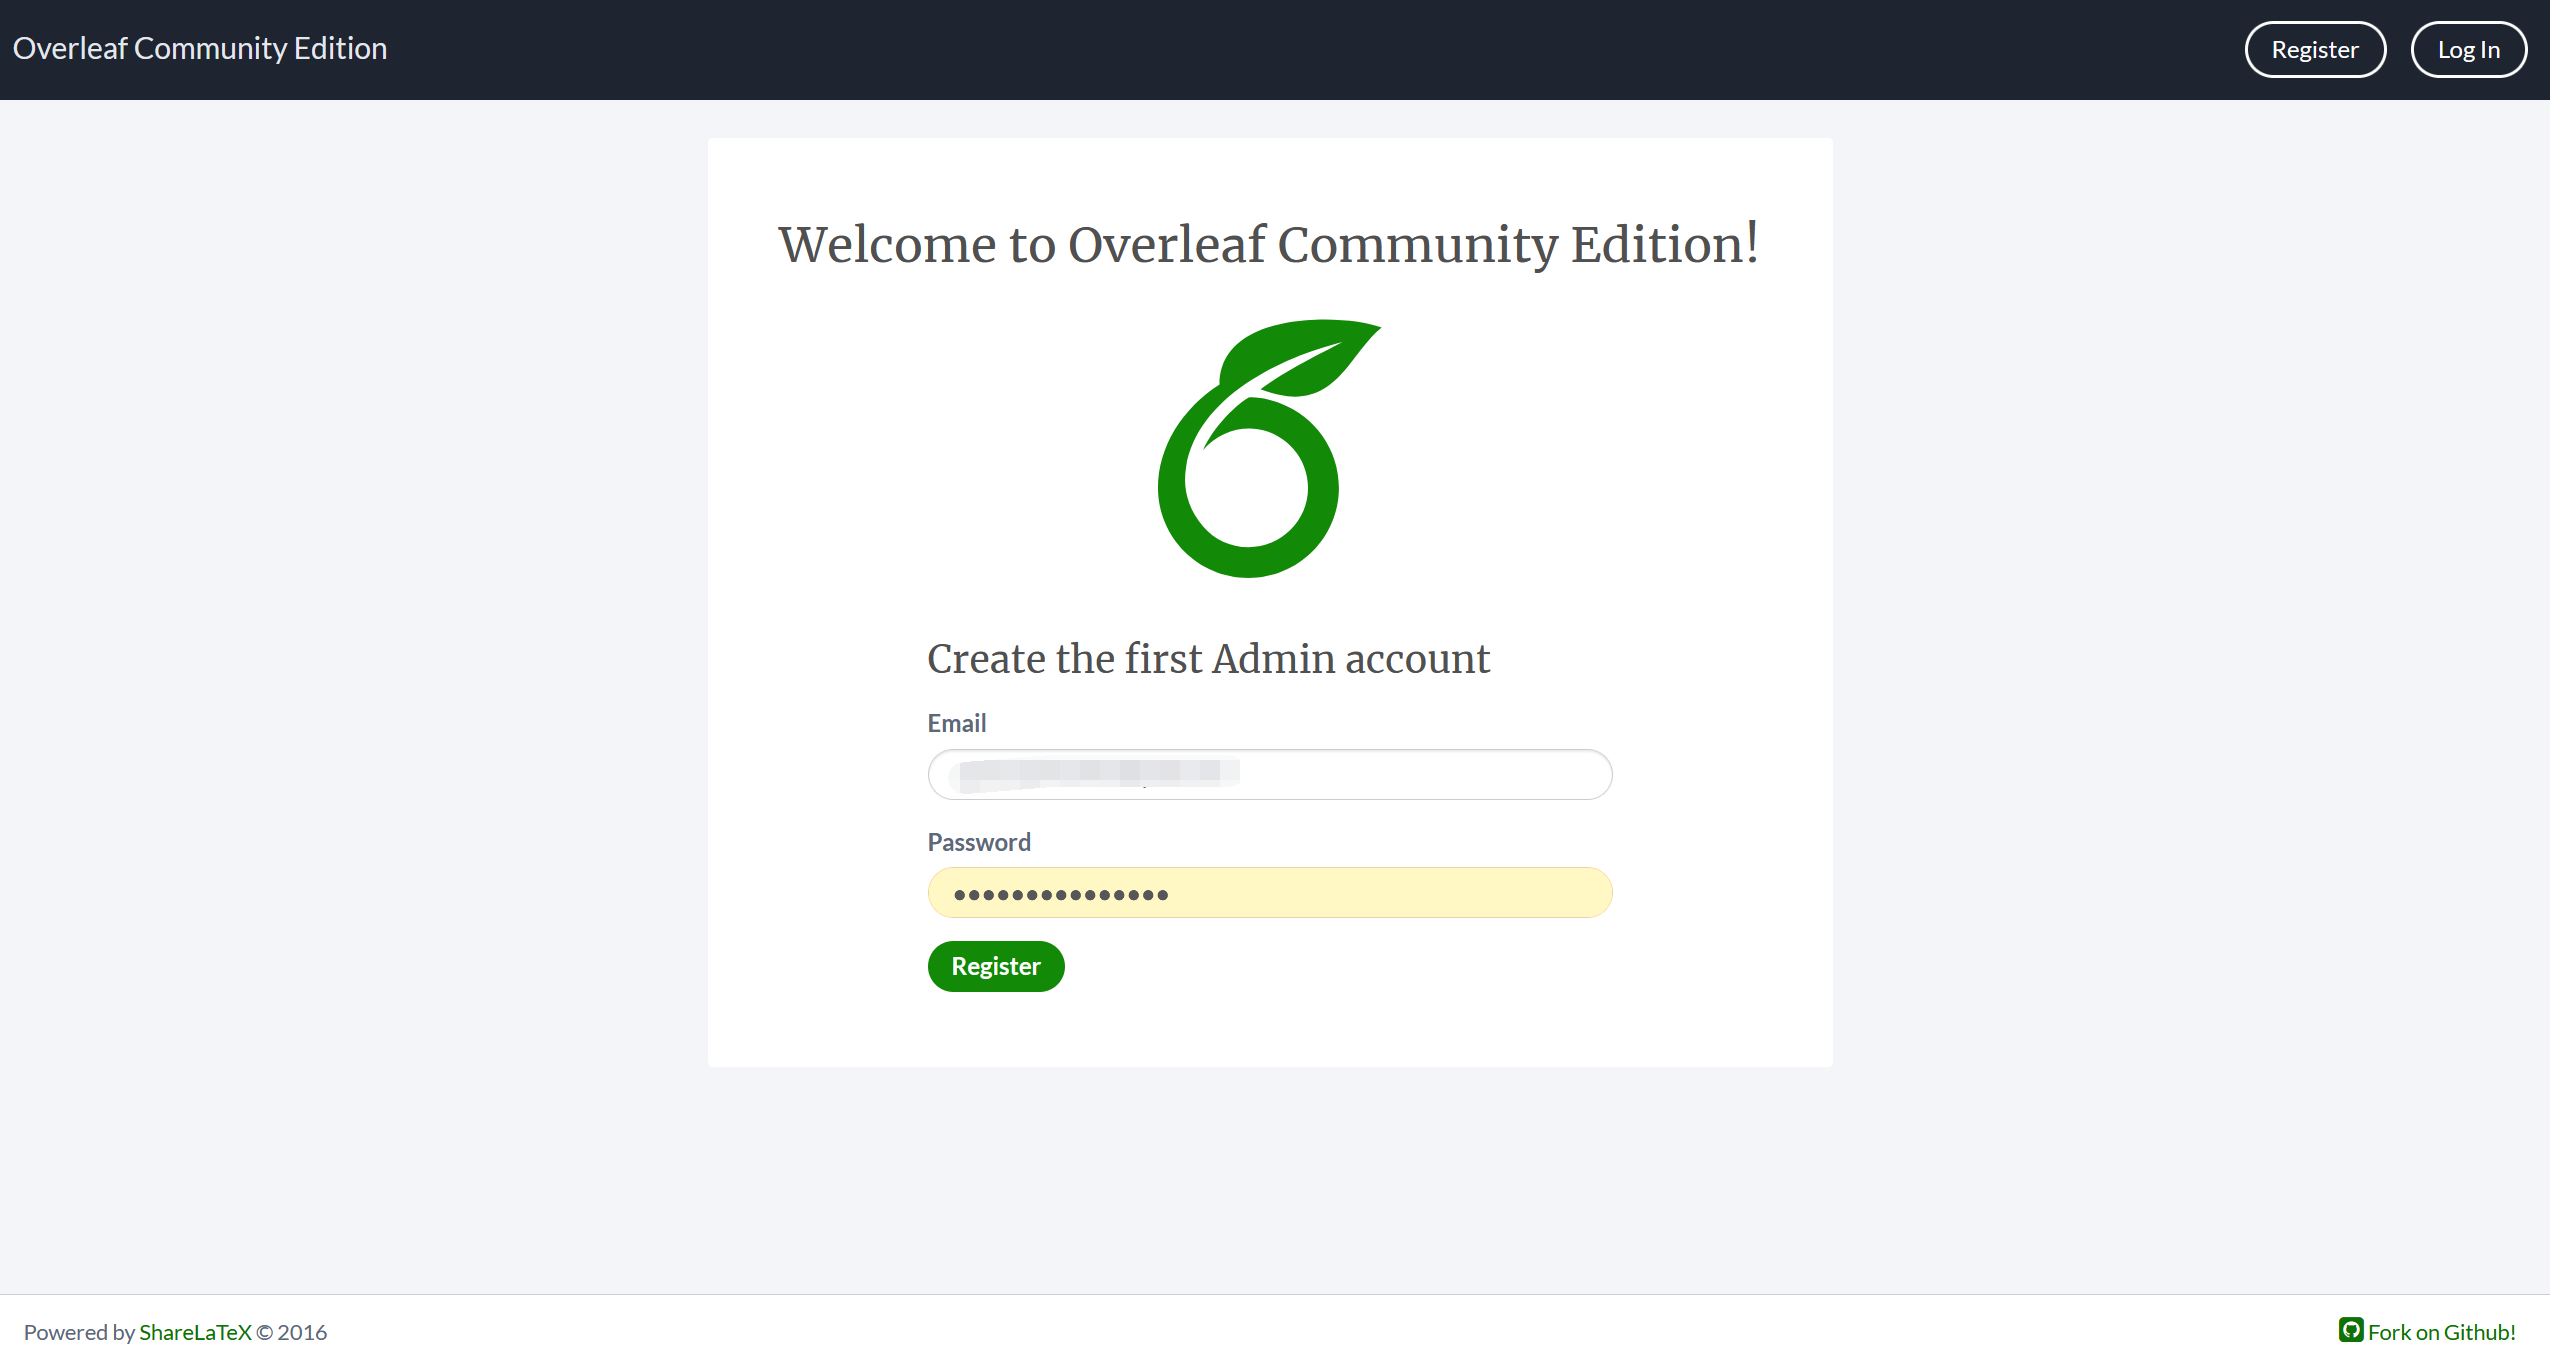 Overleaf Community Edition
Register
Log In
Welcome to Overleaf Community Edition!
Create the first Admin account
Email
Password
●●●●●●●●●●●●●●●
Register
Powered by ShareLaTeX © 2016
Fork on Github!